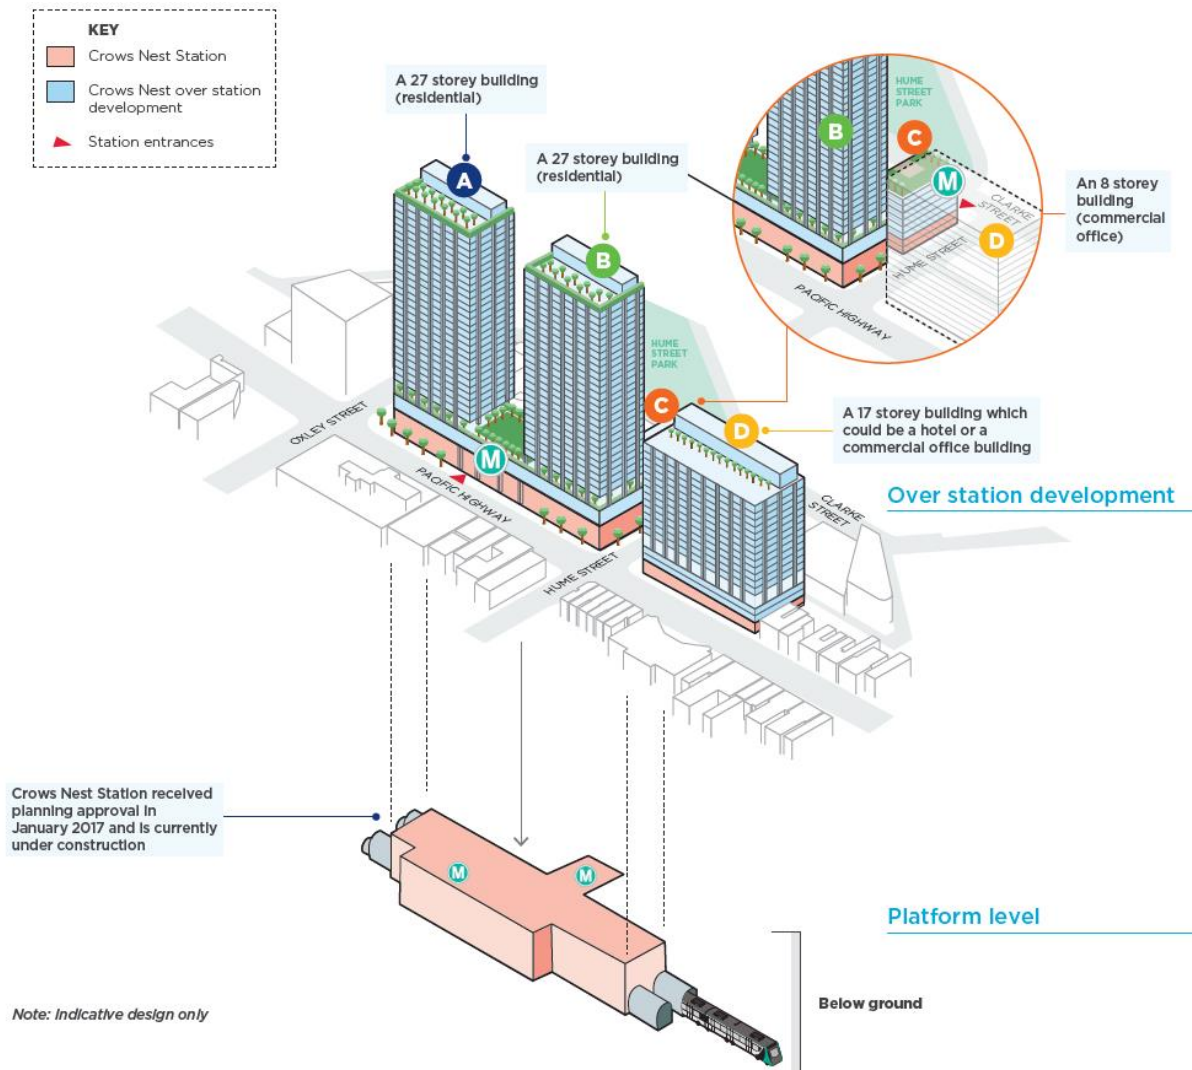 KEY
Crows Nest Station
Crows Nest over station
development
Station entrances
A 27 storey building
(residential)
A 27 storey building
(residential)
A
B
HUME
STREET
PARK
C
D
M
OXLEY STREET
PACIFIC HIGHWAY
HUME STREET
CLARKE
STREET
HUME
STREET
PARK
B
C
M
D
CLARKE
STREET
HUME STREET
PACIFIC HIGHWAY
An 8 storey
building
(commercial
office)
A 17 storey building which
could be a hotel or a
commercial office building
Over station development
Crows Nest Station received
planning approval in
January 2017 and is currently
under construction
M
M
Platform level
Below ground
Note: Indicative design only